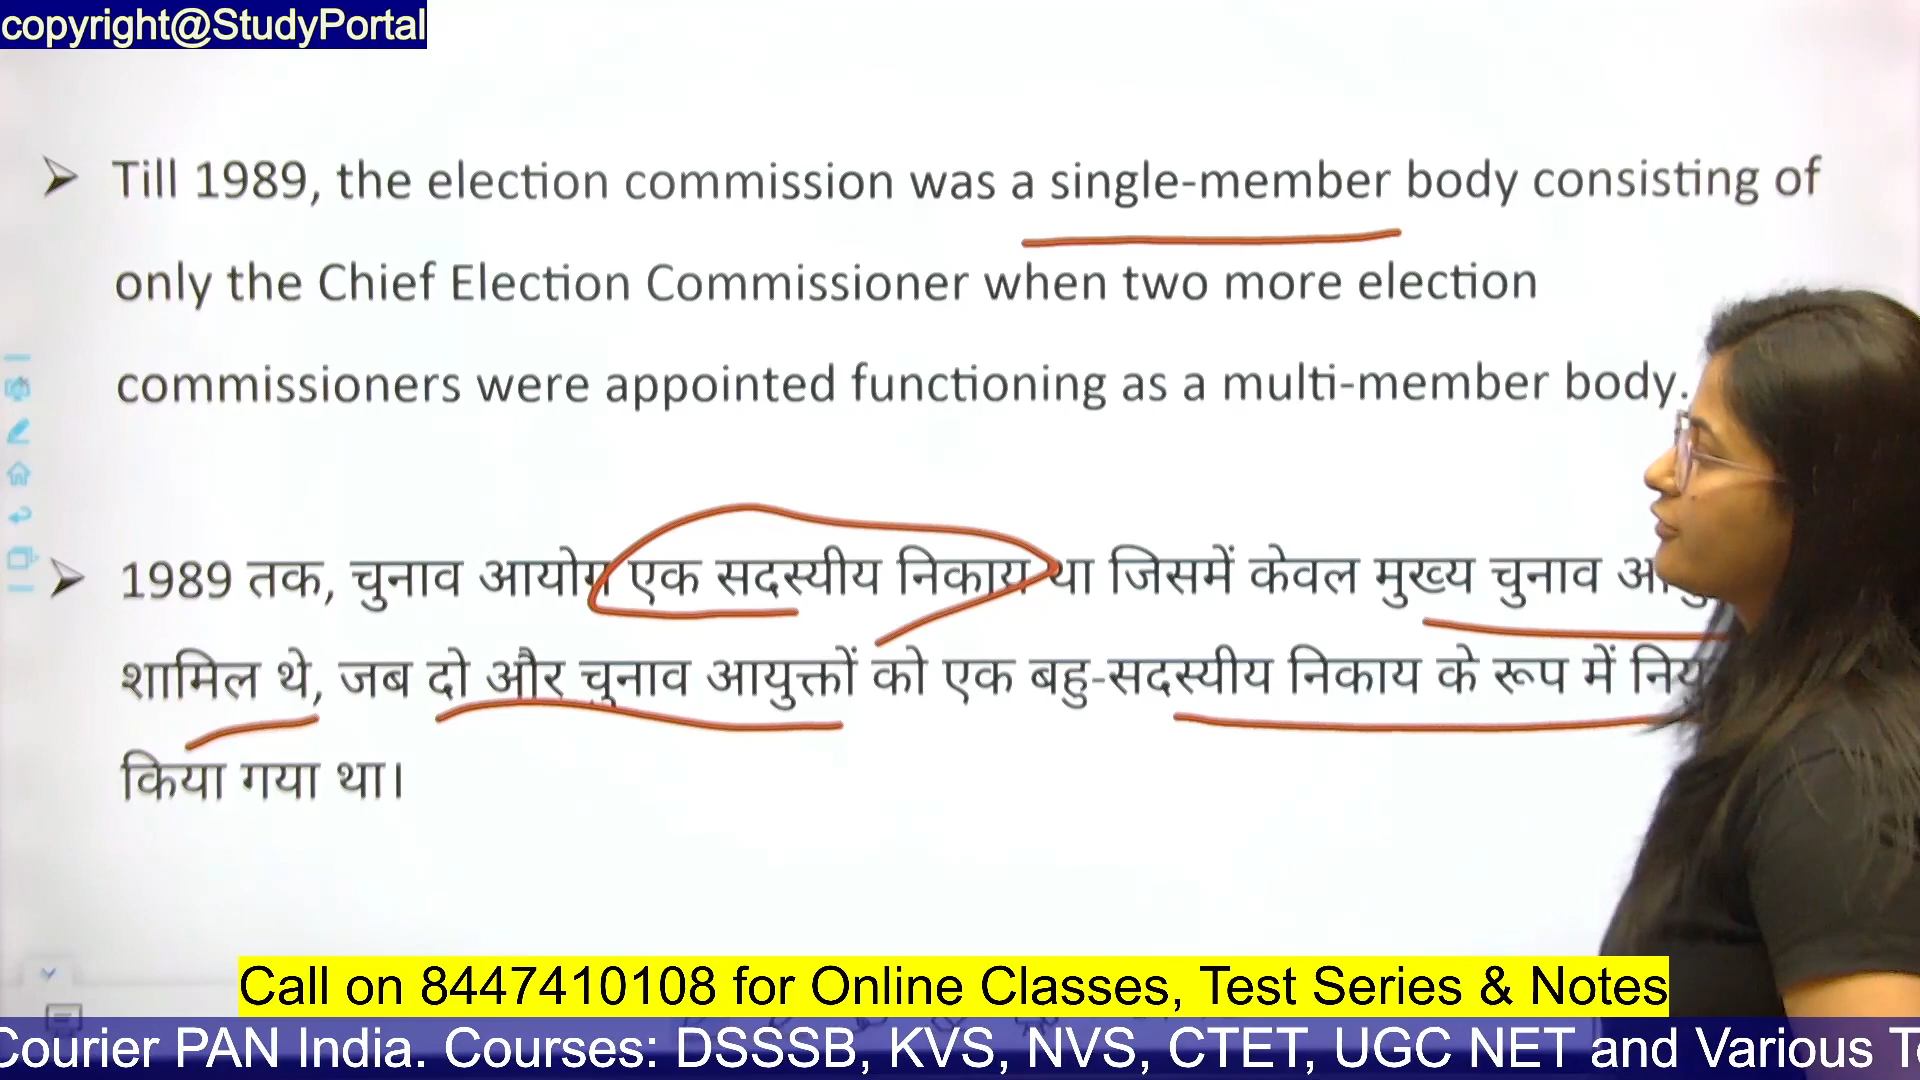 copyright@StudyPortal
Till 1989, the election commission was a single-member body consisting of
only the Chief Election Commissioner when two more election
commissioners were appointed functioning as a multi-member body.
1989 तक, चुनाव आयोग एक सदस्यीय निकाय था जिसमें केवल मुख्य चुनाव
शामिल थे, जब दो और चुनाव आयुक्तों को एक बहु-सदस्यीय निकाय के रूप में
किया गया था।
Call on 8447410108 for Online Classes, Test Series & Notes
Courier PAN India. Courses: DSSSB, KVS, NVS, CTET, UGC NET and Various